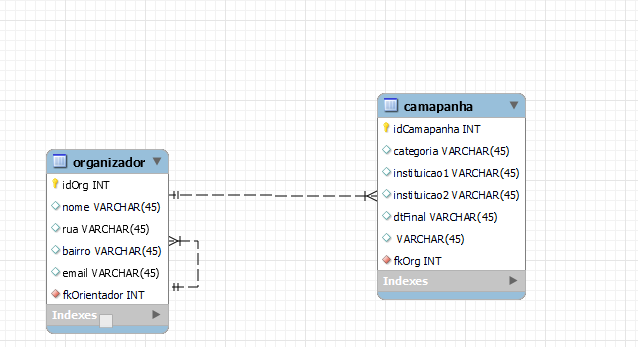 organizador
idOrg INT
nome VARCHAR(45)
rua VARCHAR(45)
bairro VARCHAR(45)
email VARCHAR(45)
fkOrientador INT
Indexes
camapanha
idCamapanha INT
categoria VARCHAR(45)
instituicao1 VARCHAR(45)
instituicao2 VARCHAR(45)
dtFinal VARCHAR(45)
VARCHAR(45)
fkOrg INT
Indexes